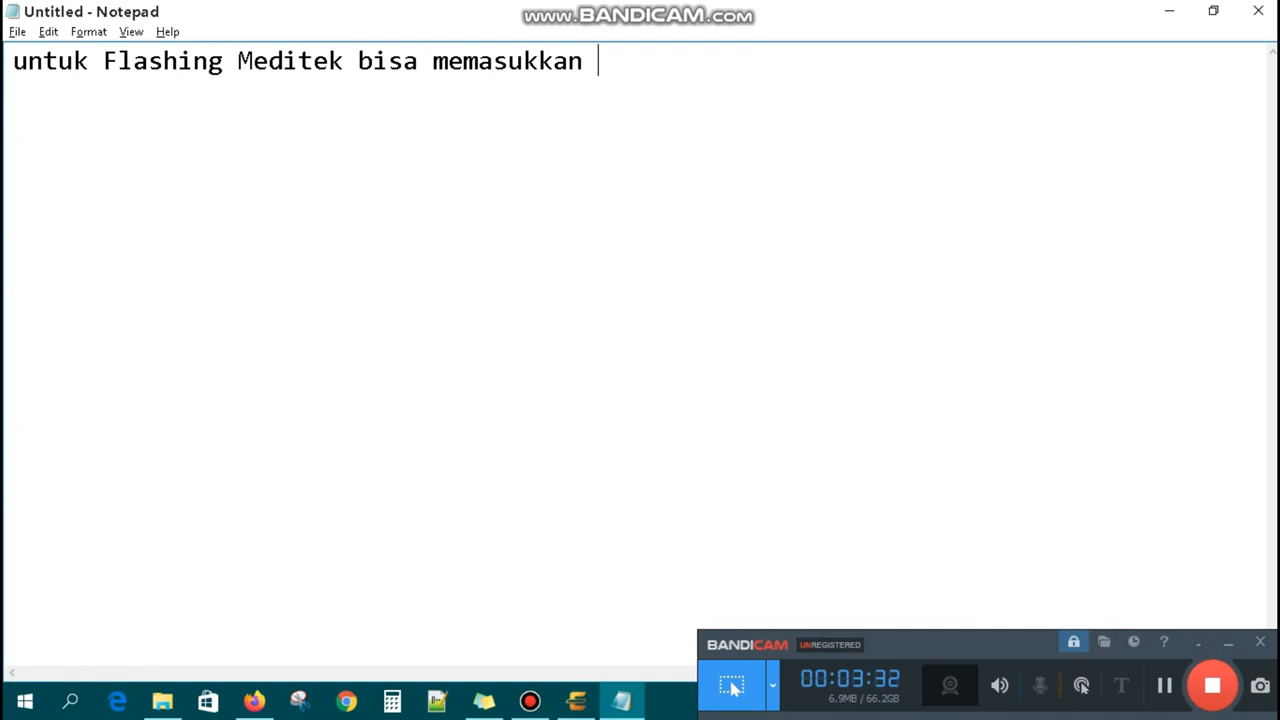 Untitled - Notepad
www.BANDICAM.com
File Edit Format View Help
untuk Flashing Meditek bisa memasukkan
BANDICAM UNREGISTERED
00:03:32
6.9MB / 66.2GB